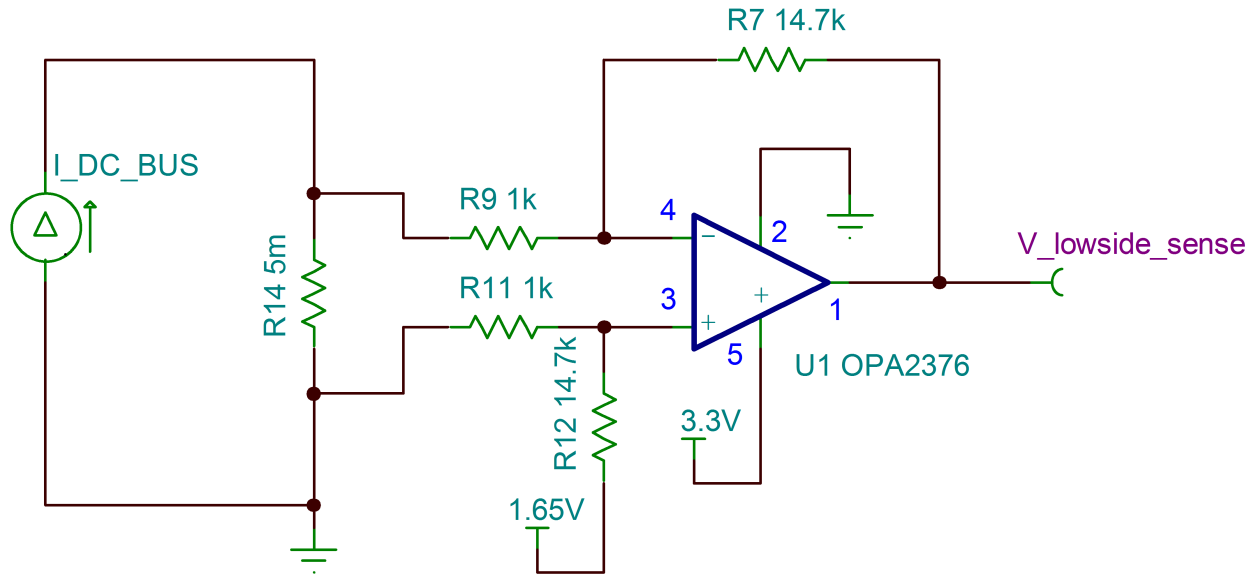 R7 14.7k
I_DC_BUS
R9 1k
4
2
V_lowside_sense
R14 5m
R11 1k
3
1
5
U1 OPA2376
R12 14.7k
3.3V
1.65V